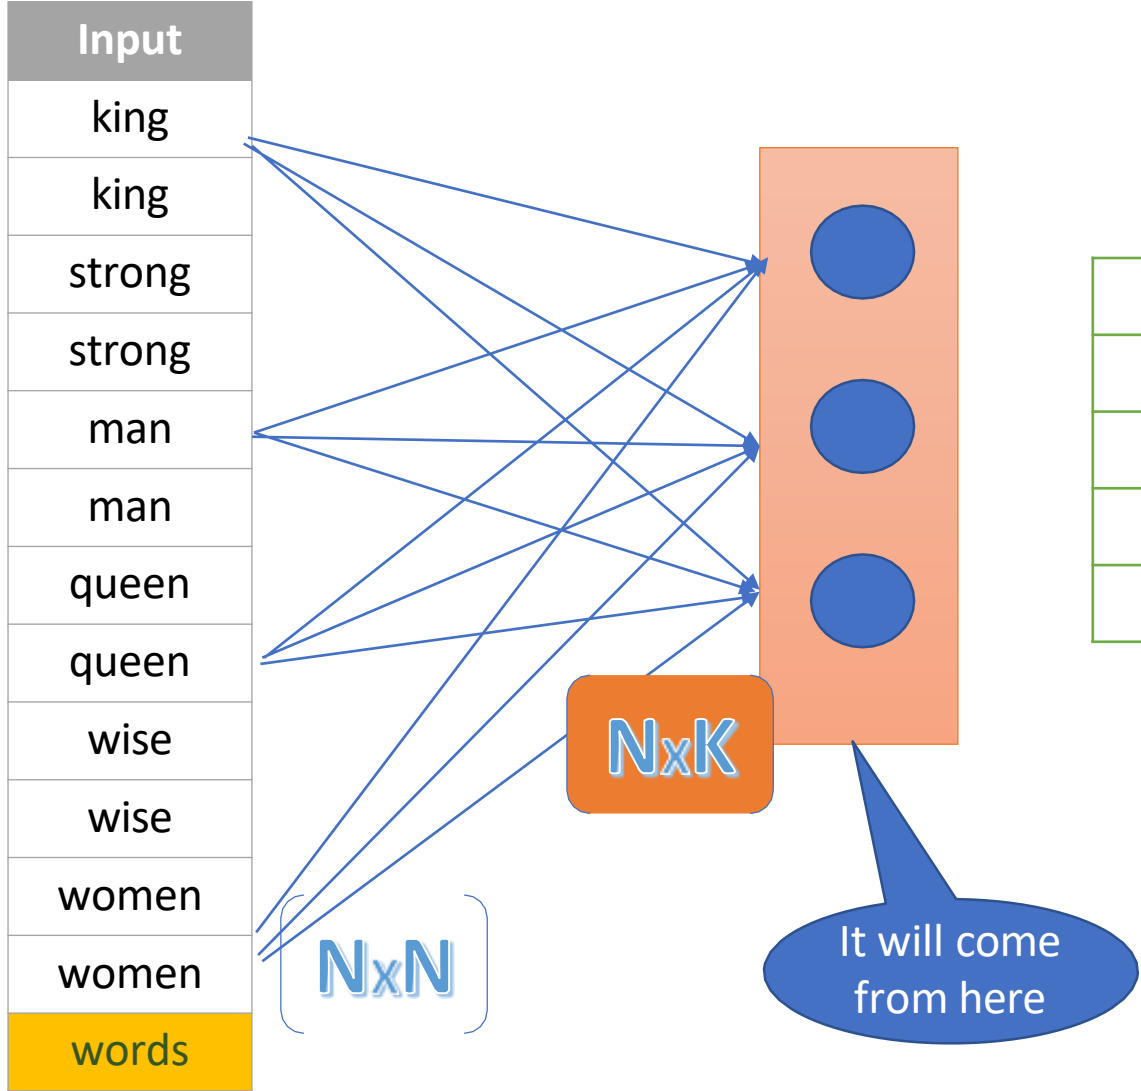 Input
king
king
strong
strong
man
man
queen
queen
wise
wise
women
women
words
NxK
NxN
It will come
from here